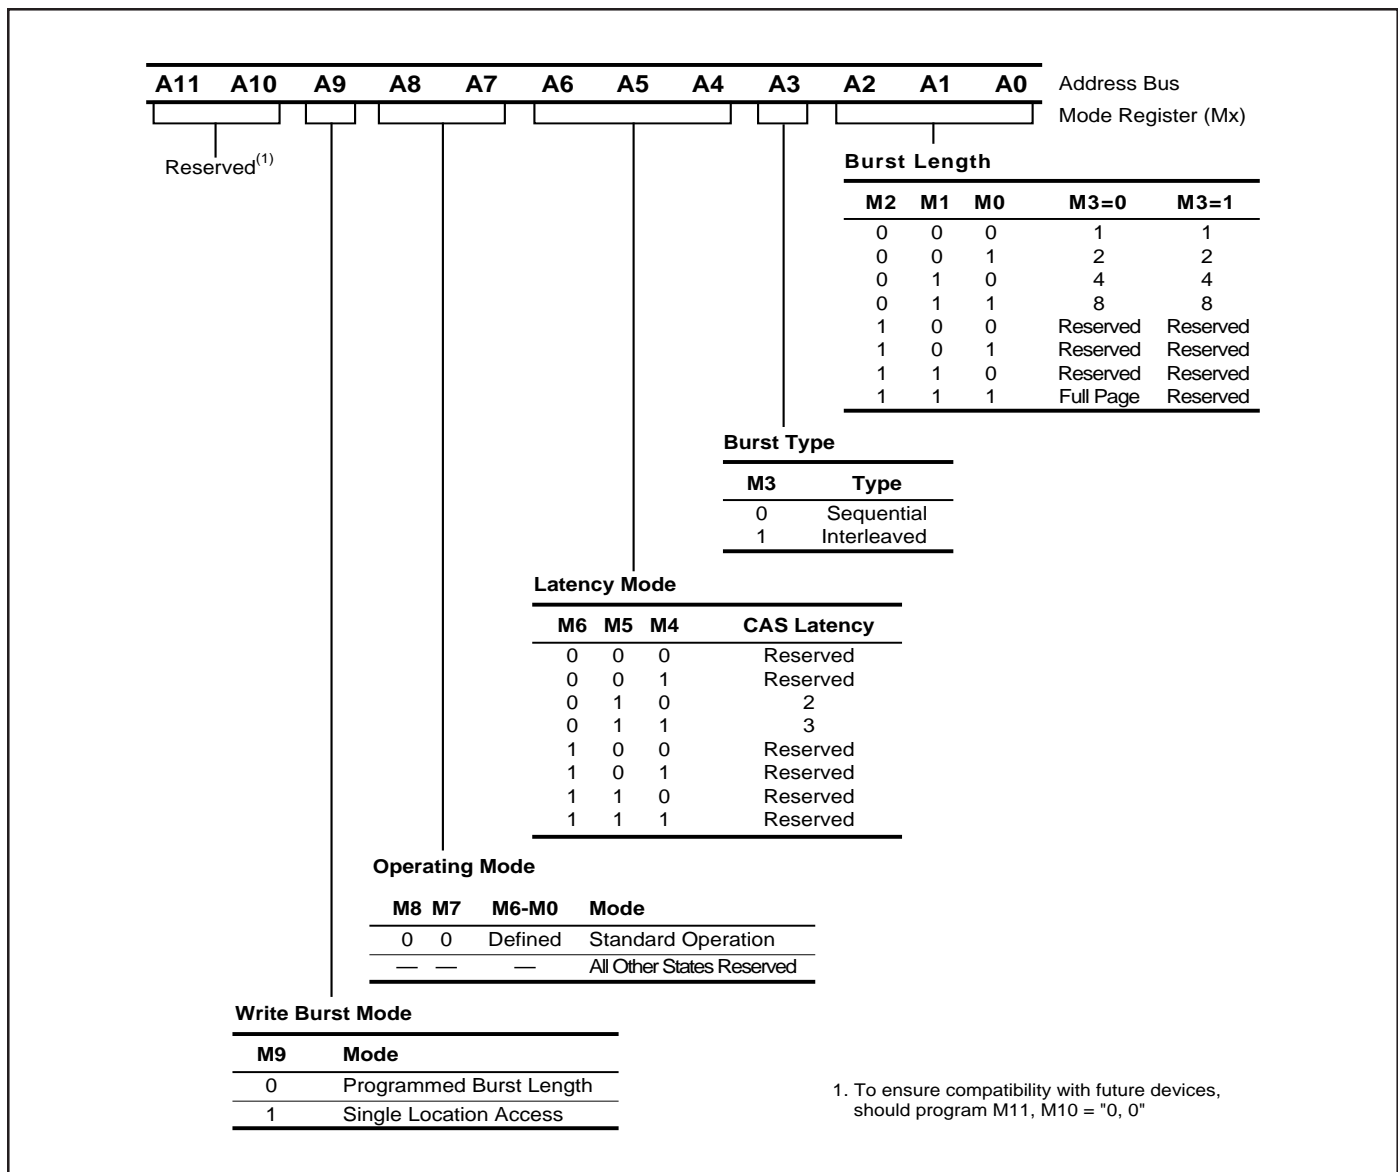 A11 A10 A9 A8 A7 A6 A5 A4 A3 A2 A1 A0 Address Bus
Mode Register (Mx)
Reserved(1)
Burst Length
M2 M1 M0 M3=0 M3=1
0 0 0 1 1
0 0 1 2 2
0 1 0 4 4
0 1 1 8 8
1 0 0 Reserved Reserved
1 0 1 Reserved Reserved
1 1 0 Reserved Reserved
1 1 1 Full Page Reserved
Burst Type
M3 Type
0 Sequential
1 Interleaved
Latency Mode
M6 M5 M4 CAS Latency
0 0 0 Reserved
0 0 1 Reserved
0 1 0 2
0 1 1 3
1 0 0 Reserved
1 0 1 Reserved
1 1 0 Reserved
1 1 1 Reserved
Operating Mode
M8 M7 M6-M0 Mode
0 0 Defined Standard Operation
— — — All Other States Reserved
Write Burst Mode
M9 Mode
0 Programmed Burst Length
1 Single Location Access
1. To ensure compatibility with future devices,
should program M11, M10 = "0, 0"